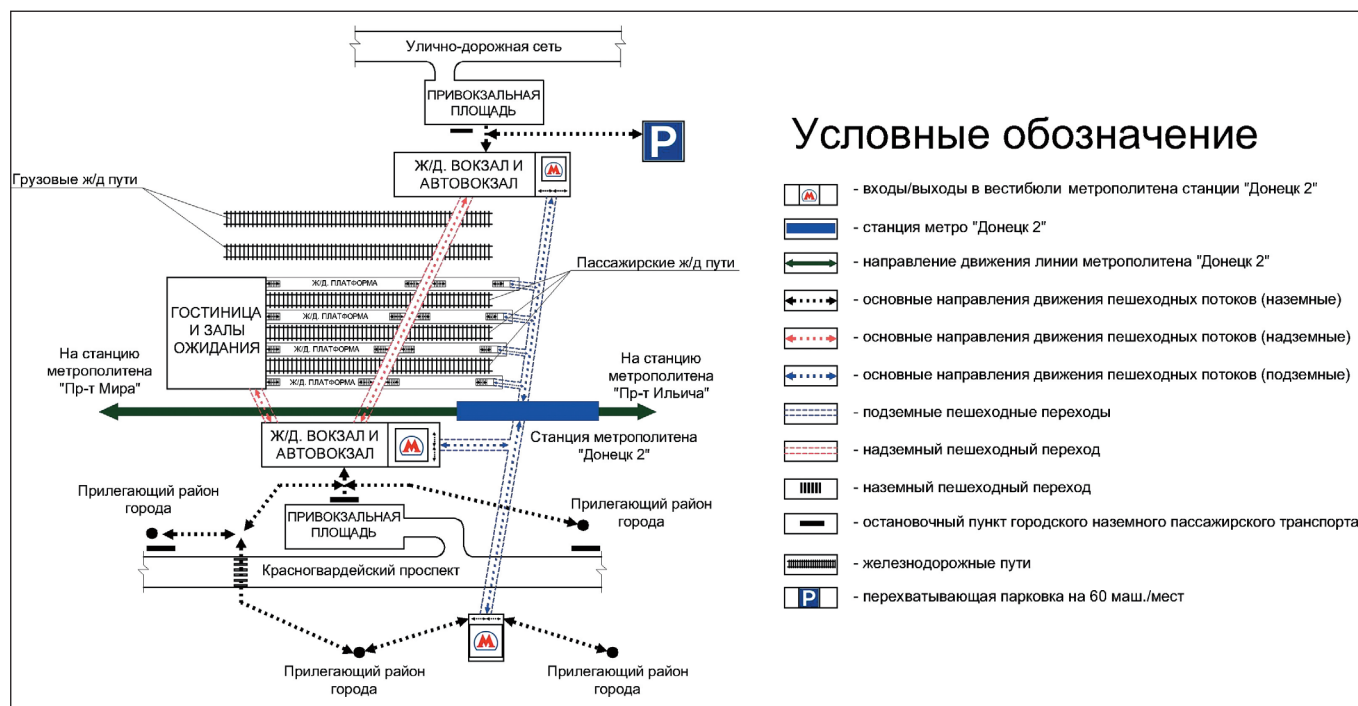 Улично-дорожная сеть
ПРИВОКЗАЛЬНАЯ
ПЛОЩАДЬ
P
Ж/Д. ВОКЗАЛ И
АВТОВОКЗАЛ
М
Грузовые ж/д пути
Пассажирские ж/д пути
Ж/Д. ПЛАТФОРМА
Ж/Д. ПЛАТФОРМА
Ж/Д. ПЛАТФОРМА
Ж/Д. ПЛАТФОРМА
ГОСТИНИЦА
И ЗАЛЫ
ОЖИДАНИЯ
На станцию
метрополитена
"Пр-т Мира"
На станцию
метрополитена
"Пр-т Ильича"
Ж/Д. ВОКЗАЛ И
АВТОВОКЗАЛ
М
Станция метрополитена
"Донецк 2"
Прилегающий район
города
Прилегающий район
города
ПРИВОКЗАЛЬНАЯ
ПЛОЩАДЬ
Красногвардейский проспект
М
Прилегающий район
города
Прилегающий район
города
Условные обозначение
М
- входы/выходы в вестибюли метрополитена станции "Донецк 2"
- станция метро "Донецк 2"
- направление движения линии метрополитена "Донецк 2"
- основные направления движения пешеходных потоков (наземные)
- основные направления движения пешеходных потоков (надземные)
- основные направления движения пешеходных потоков (подземные)
- подземные пешеходные переходы
- надземный пешеходный переход
- наземный пешеходный переход
- остановочный пункт городского наземного пассажирского транспорта
- железнодорожные пути
P
- перехватывающая парковка на 60 маш./мест